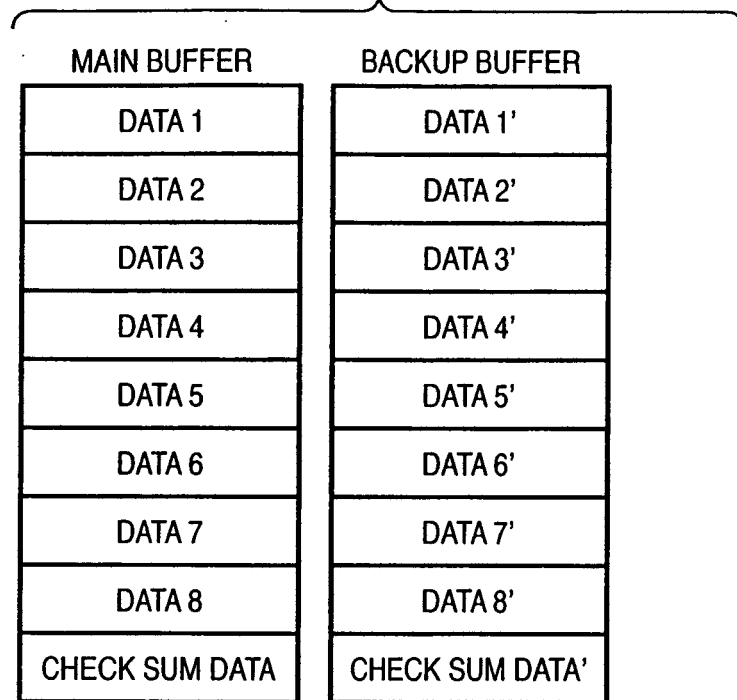 MAIN BUFFER
DATA 1
DATA 2
DATA 3
DATA 4
DATA 5
DATA 6
DATA 7
DATA 8
CHECK SUM DATA
BACKUP BUFFER
DATA 1'
DATA 2'
DATA 3'
DATA 4'
DATA 5'
DATA 6'
DATA 7'
DATA 8'
CHECK SUM DATA'